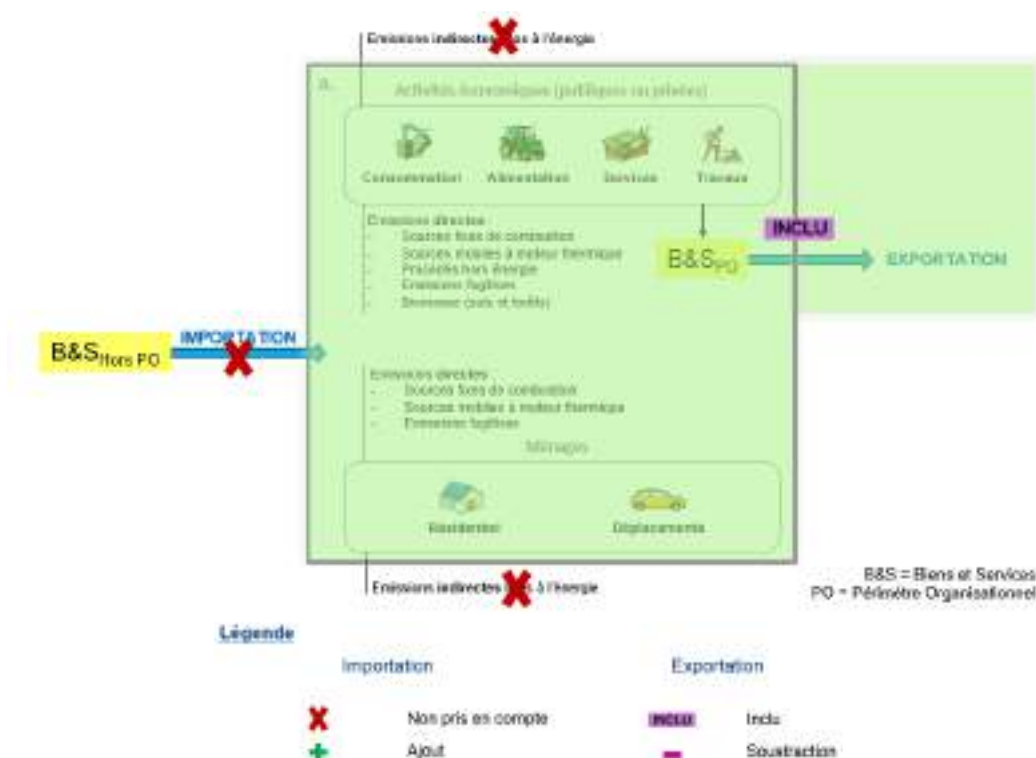 Emissions indirectes à l'énergie
Activités économiques (publiques ou privées)
Consommation
Alimentation
Services
Travaux
Emissions directes
- Sources fixes de combustion
- Sources mobiles à moteur thermique
- Procédés hors énergie
- Emissions fugitives
- Biomasse (sols et forêts)
INCLU
B&S PO
EXPORTATION
IMPORTATION
B&S Hors PO
Emissions directes
- Sources fixes de combustion
- Sources mobiles à moteur thermique
- Emissions fugitives
Ménages
Résidentiel
Déplacements
Emissions indirectes à l'énergie
B&S = Biens et Services
PO = Périmètre Organisationnel
Légende
Importation
Exportation
Non pris en compte
INCLU
Inclu
Ajout
Soustraction